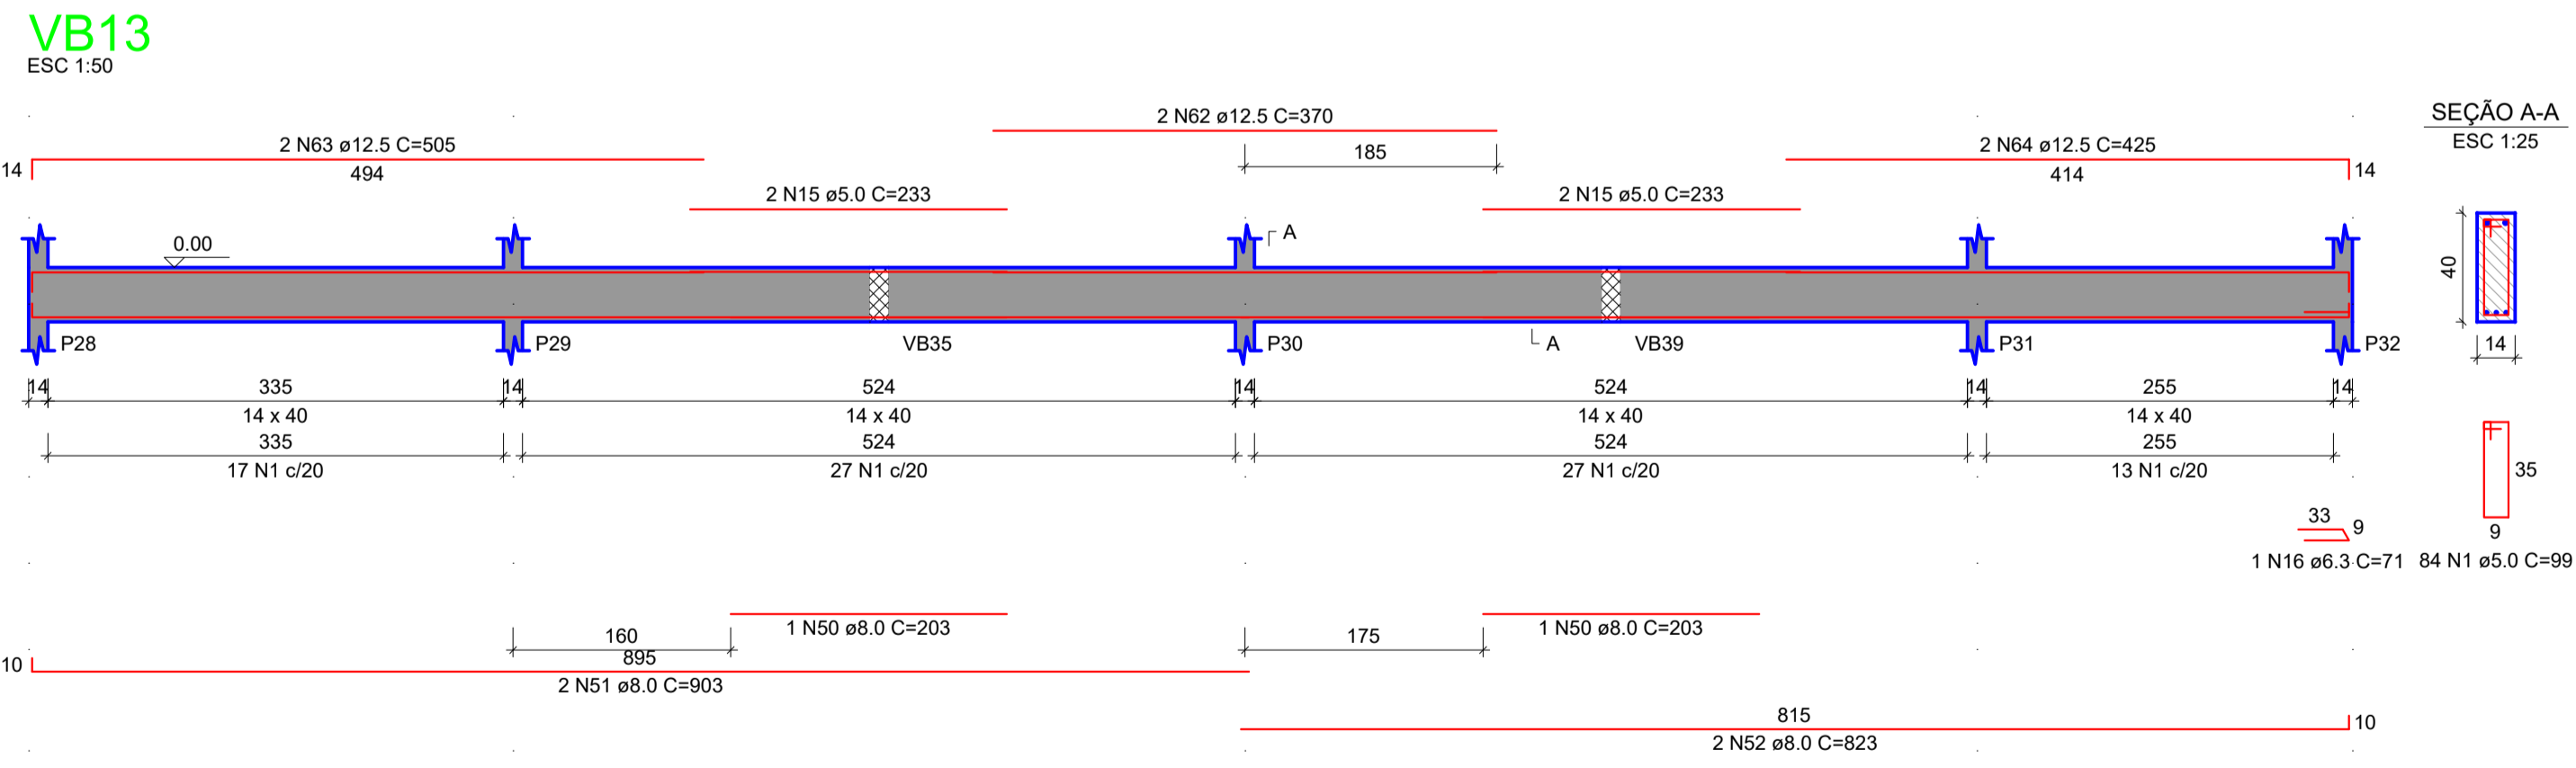 VB13
ESC 1:50
2 N62 ø12.5 C=370
185
2 N63 ø12.5 C=505
14
494
2 N64 ø12.5 C=425
414
14
2 N15 ø5.0 C=233
2 N15 ø5.0 C=233
SEÇÃO A-A
ESC 1:25
0.00
A
40
14
P28
P29
VB35
P30
A
VB39
P31
P32
14
335
14
524
14
524
14
255
14
14 x 40
14 x 40
14 x 40
14 x 40
335
524
524
255
17 N1 c/20
27 N1 c/20
27 N1 c/20
13 N1 c/20
35
9
84 N1 ø5.0 C=99
33
9
1 N16 ø6.3 C=71
1 N50 ø8.0 C=203
1 N50 ø8.0 C=203
160
175
10
895
2 N51 ø8.0 C=903
815
10
2 N52 ø8.0 C=823